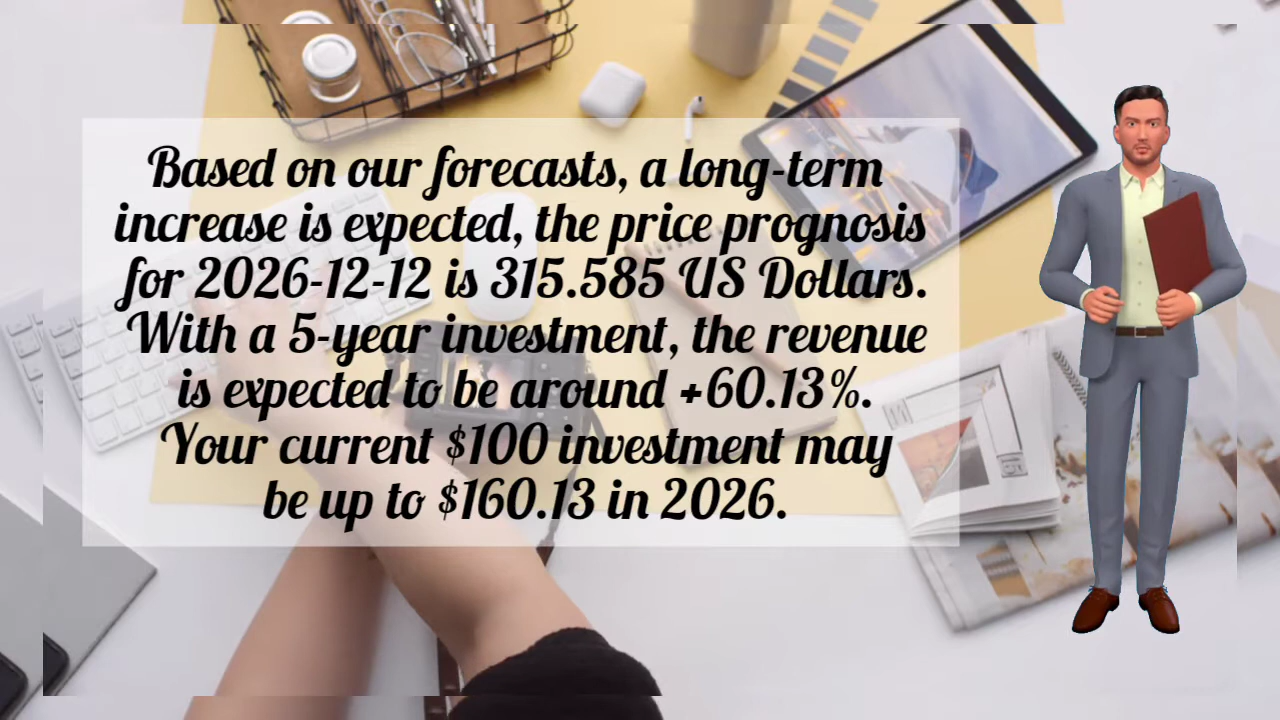 Based on our forecasts, a long-term
increase is expected, the price prognosis
for 2026-12-12 is 315.585 US Dollars.
With a 5-year investment, the revenue
is expected to be around +60.13%.
Your current $100 investment may
be up to $160.13 in 2026.